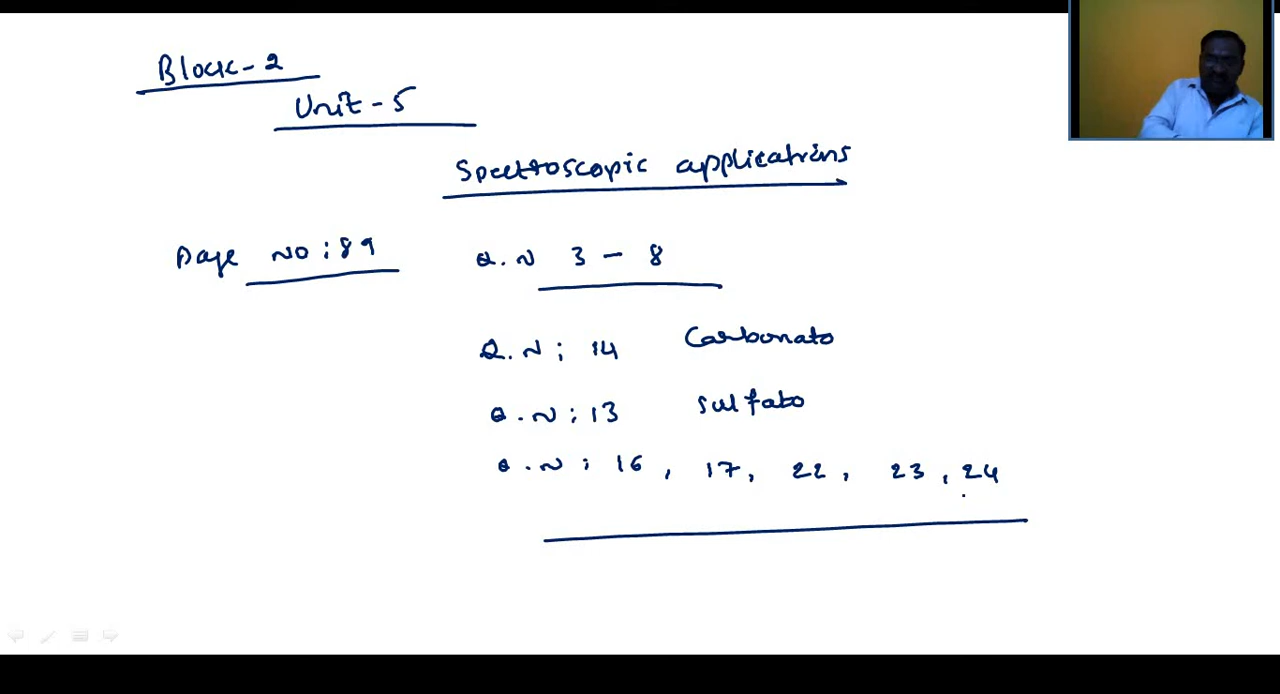 Block-2
Unit-5
Spectroscopic applications
Page No: 89 Q.N 3-8
Q.N: 14 Carbonato
Q.N: 13 Sulfato
Q.N: 16, 17, 22, 23, 24